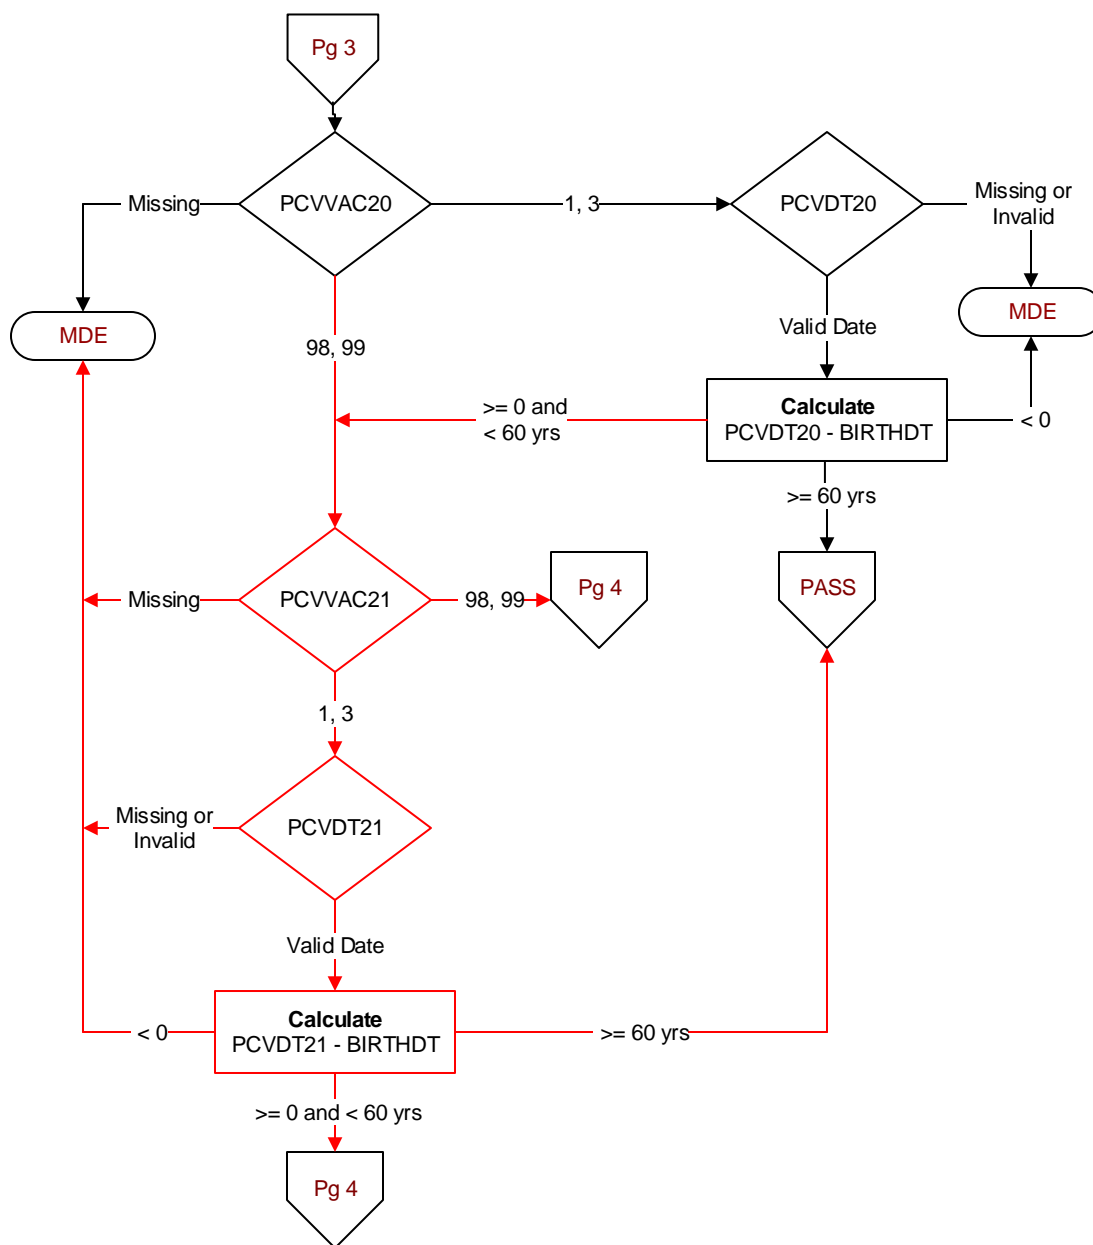 Pg 3
PCVVAC20
Missing
1, 3
PCVDT20
Missing or
Invalid
MDE
MDE
98, 99
Valid Date
>= 0 and
< 60 yrs
Calculate
PCVDT20 - BIRTHDT
< 0
>= 60 yrs
PASS
Missing
PCVVAC21
98, 99
Pg 4
1, 3
Missing or
Invalid
PCVDT21
Valid Date
< 0
Calculate
PCVDT21 - BIRTHDT
>= 60 yrs
>= 0 and < 60 yrs
Pg 4